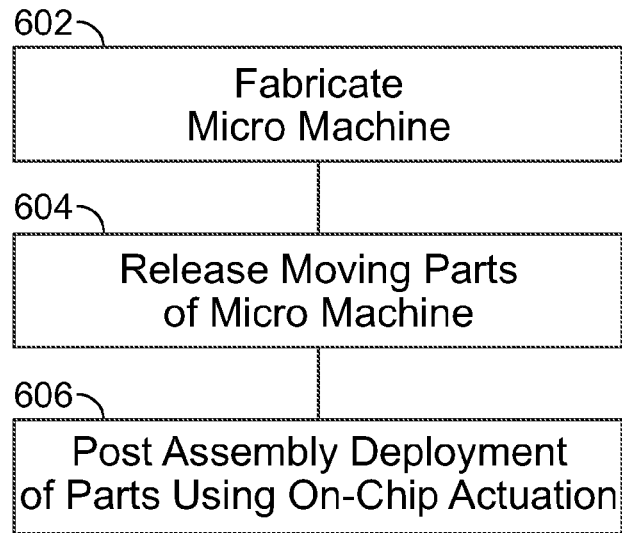 602
Fabricate
Micro Machine
604
Release Moving Parts
of Micro Machine
606
Post Assembly Deployment
of Parts Using On-Chip Actuation